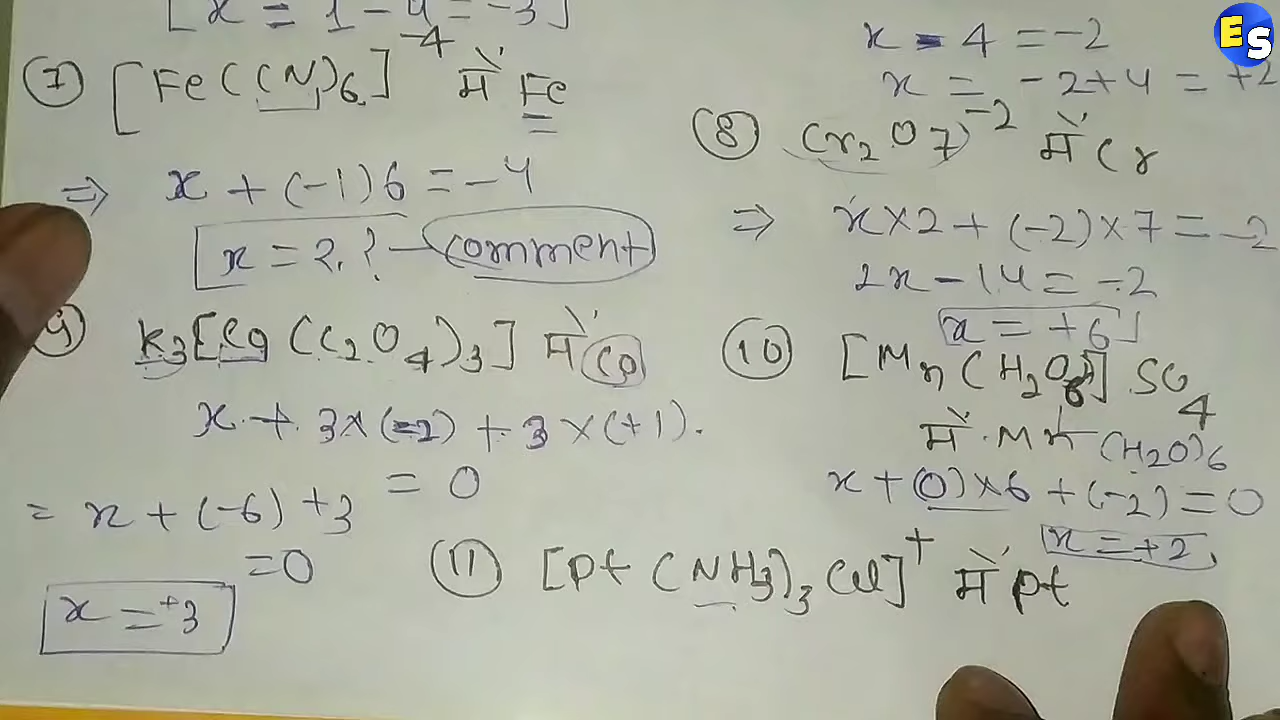 [x = 1 - 4 = -3]
⑦ [Fe(CN)6]⁻⁴ में Fe
⇒ x + (-1)6 = -4
x = ? ? - comment
⑨ K3[Co(C2O4)3] में Co
x + 3×(-2) + 3×(+1).
= 0
= x + (-6) + 3
= 0
x = +3
x - 4 = -2
x = -2+4 = +2
⑧ (Cr2O7)⁻² में Cr
⇒ x×2 + (-2)×7 = -2
2x - 14 = -2
x = +6
⑩ [Mn(H2O)6] SO4
में Mn (H2O)6
x + (0)×6 + (-2) = 0
x = +2
⑪ [Pt(NH3)3Cl]⁺ में Pt
ES